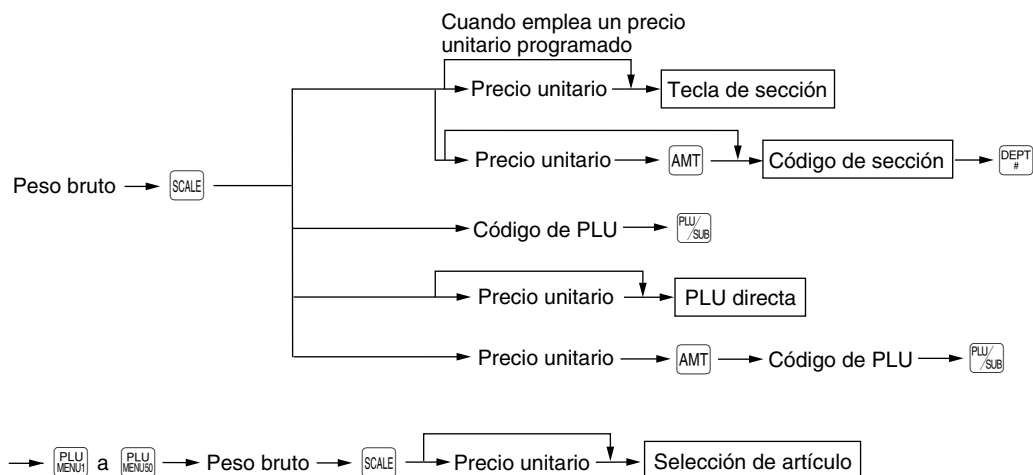 Cuando emplea un precio
unitario programado
Precio unitario Tecla de sección
Precio unitario AMT Código de sección DEPT #
Peso bruto SCALE
Código de PLU PLU/SUB
Precio unitario PLU directa
Precio unitario AMT Código de PLU PLU/SUB
PLU MENU1 a PLU MENU50 Peso bruto SCALE Precio unitario Selección de artículo